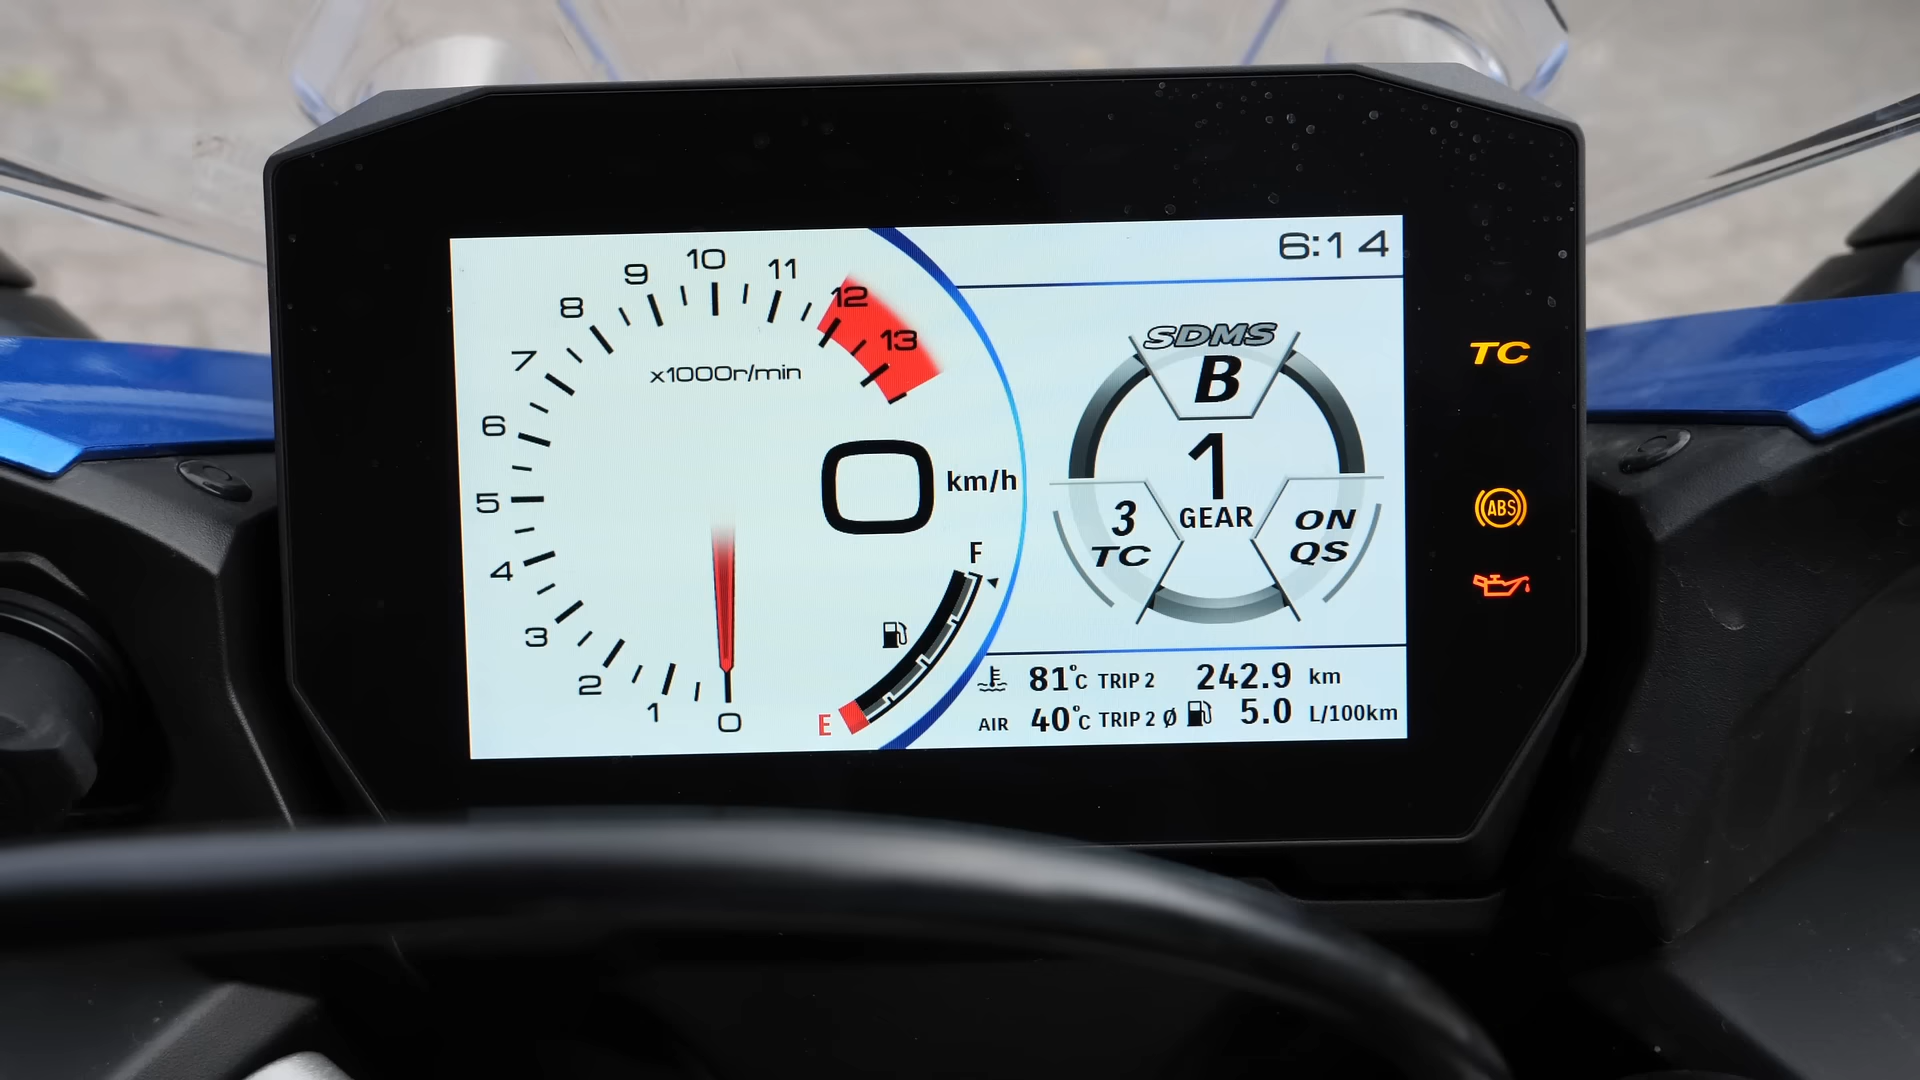 6:14
10
9
11
8
12
13
7
x1000r/min
6
5
4
3
2
1
0
0 km/h
F
E
SDMS
B
1
GEAR
3
TC
ON
QS
81°C TRIP 2 242.9 km
AIR 40°C TRIP 2 Ø 5.0 L/100km
TC
ABS